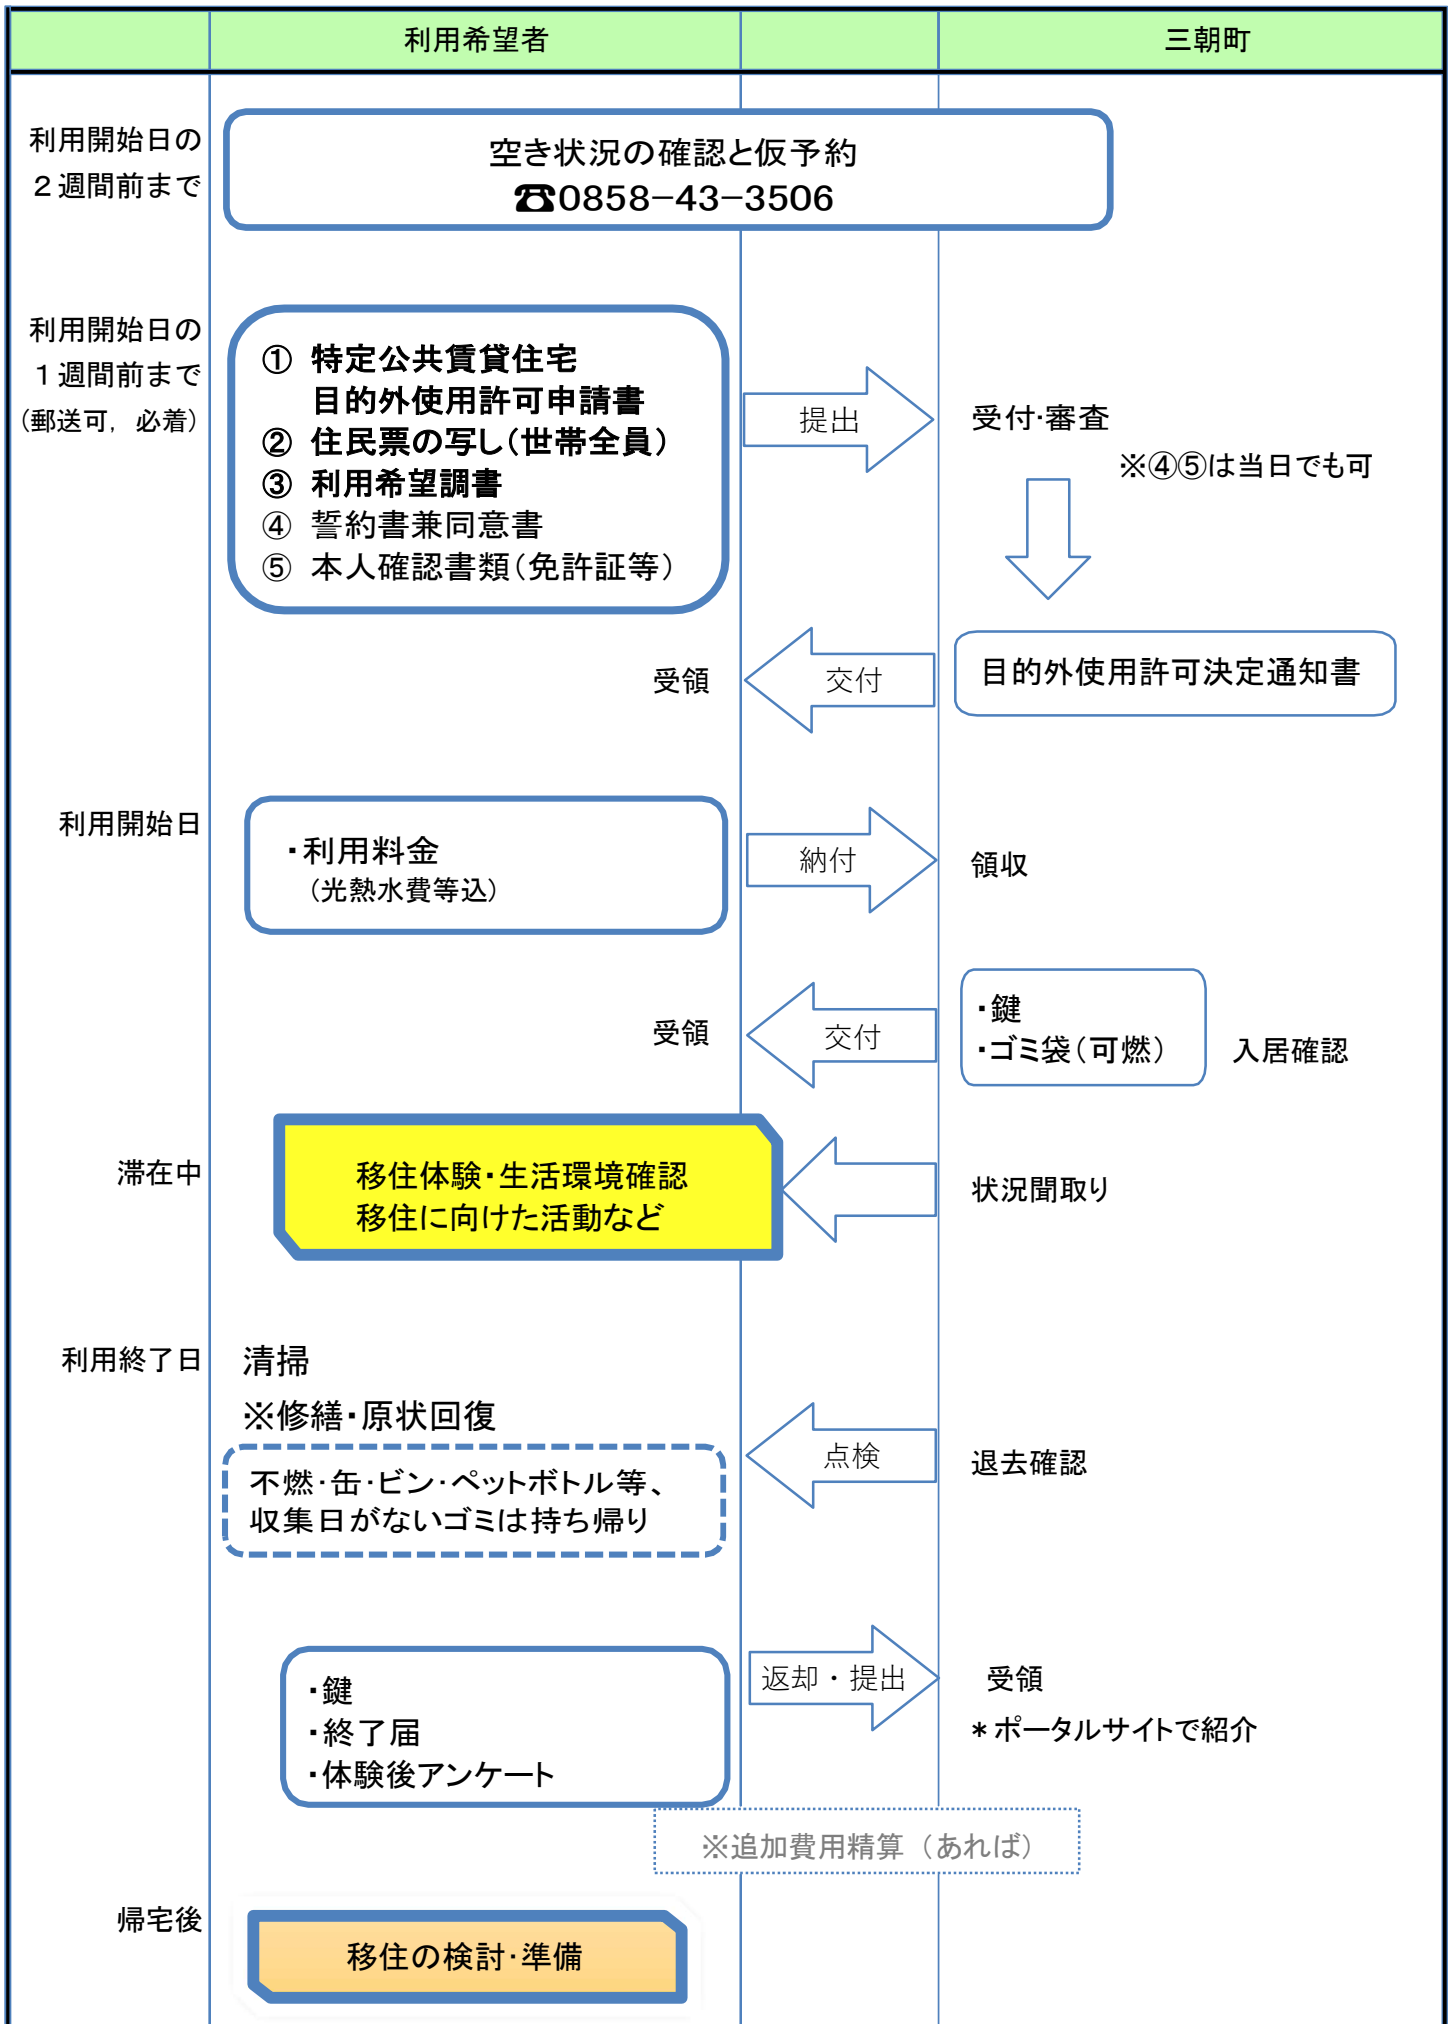 利用希望者
三朝町
利用開始日の
２週間前まで
空き状況の確認と仮予約
☎0858−43−3506
利用開始日の
１週間前まで
（郵送可，必着）
① 特定公共賃貸住宅
目的外使用許可申請書
② 住民票の写し（世帯全員）
③ 利用希望調書
④ 誓約書兼同意書
⑤ 本人確認書類（免許証等）
提出
受付・審査
※④⑤は当日でも可
受領
交付
目的外使用許可決定通知書
利用開始日
・利用料金
（光熱水費等込）
納付
領収
受領
交付
・鍵
・ゴミ袋（可燃）
入居確認
滞在中
移住体験・生活環境確認
移住に向けた活動など
状況聞取り
利用終了日
清掃
※修繕・原状回復
不燃・缶・ビン・ペットボトル等、
収集日がないゴミは持ち帰り
点検
退去確認
・鍵
・終了届
・体験後アンケート
返却・提出
受領
＊ポータルサイトで紹介
※追加費用精算（あれば）
帰宅後
移住の検討・準備